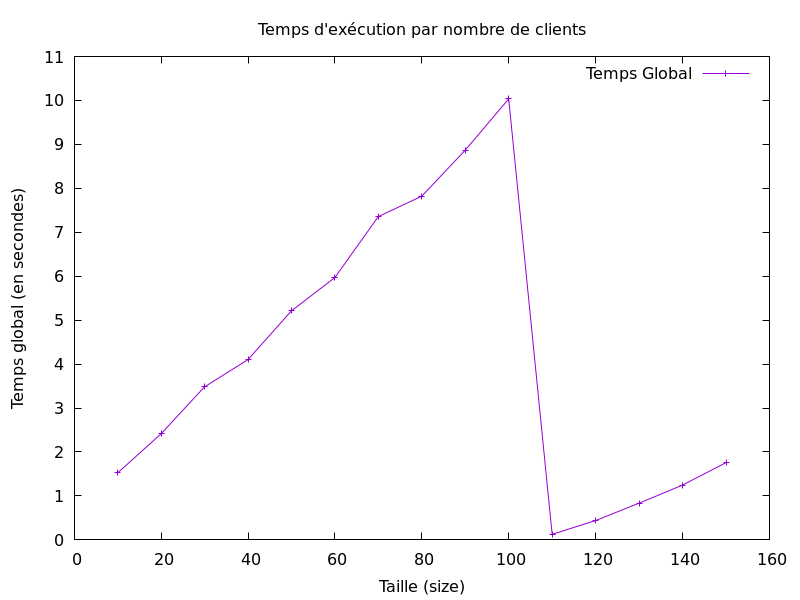 Temps d'exécution par nombre de clients
Temps Global
Temps global (en secondes)
11
10
9
8
7
6
5
4
3
2
1
0
0 20 40 60 80 100 120 140 160
Taille (size)